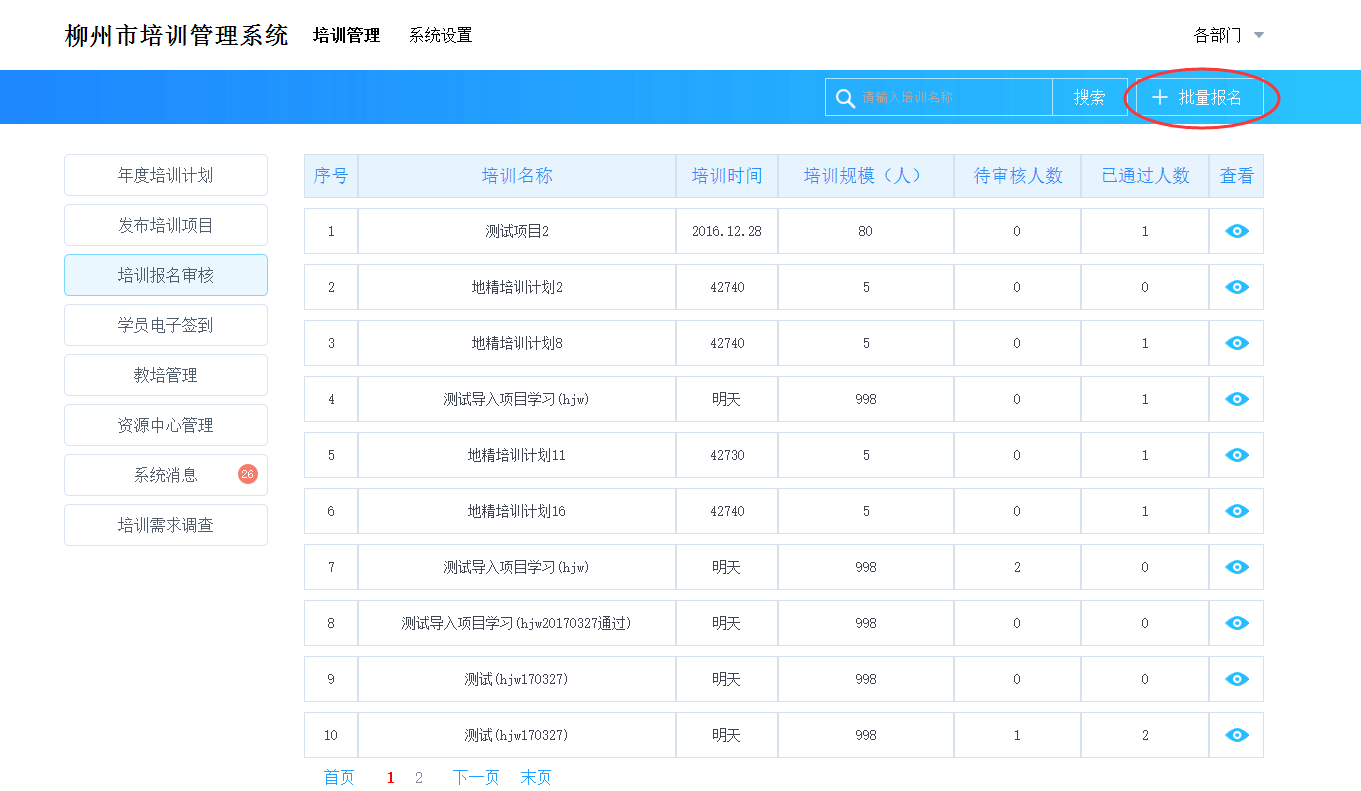 柳州市培训管理系统 培训管理 系统设置 各部门
请输入培训名称 搜索 批量报名
年度培训计划
发布培训项目
培训报名审核
学员电子签到
教培管理
资源中心管理
系统消息 26
培训需求调查
序号 培训名称 培训时间 培训规模（人） 待审核人数 已通过人数 查看
1 测试项目2 2016.12.28 80 0 1
2 地精培训计划2 42740 5 0 0
3 地精培训计划8 42740 5 0 1
4 测试导入项目学习(hjw) 明天 998 0 1
5 地精培训计划11 42730 5 0 1
6 地精培训计划16 42740 5 0 1
7 测试导入项目学习(hjw) 明天 998 2 0
8 测试导入项目学习(hjw20170327通过) 明天 998 0 0
9 测试(hjw170327) 明天 998 0 0
10 测试(hjw170327) 明天 998 1 2
首页 1 2 下一页 末页